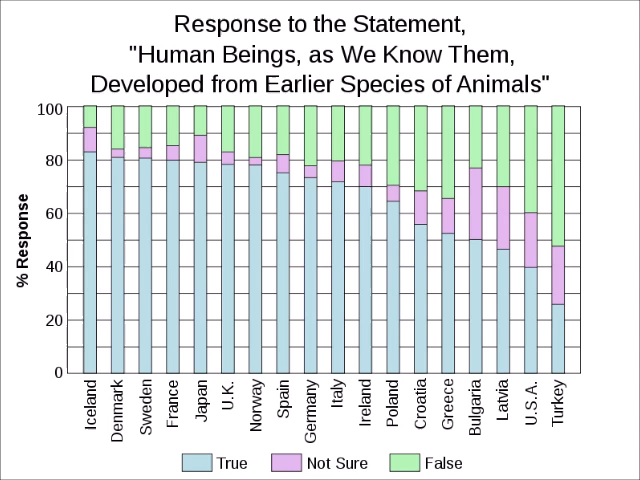 Response to the Statement,
"Human Beings, as We Know Them,
Developed from Earlier Species of Animals"
% Response
100
80
60
40
20
0
Iceland
Denmark
Sweden
France
Japan
U.K.
Norway
Spain
Germany
Italy
Ireland
Poland
Croatia
Greece
Bulgaria
Latvia
U.S.A.
Turkey
True Not Sure False